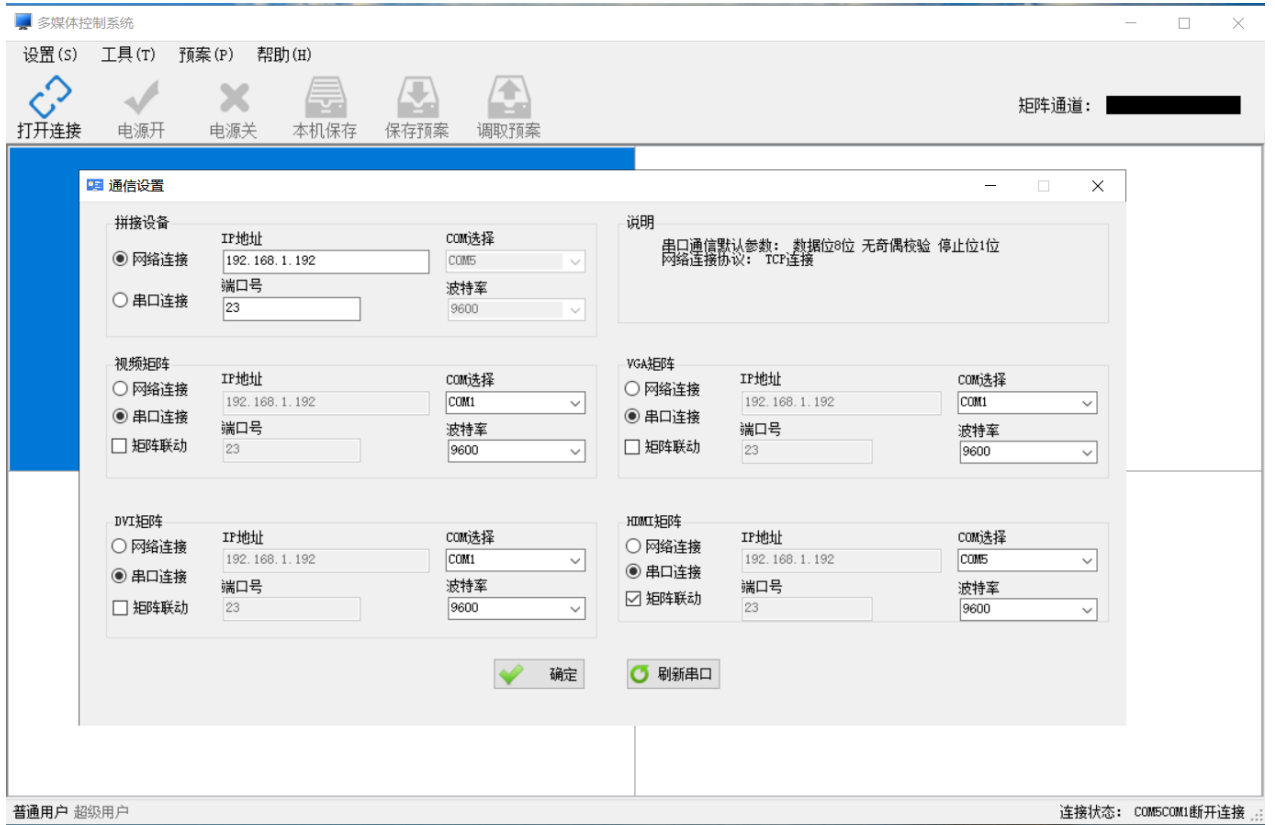 多媒体控制系统
设置(S) 工具(T) 预案(P) 帮助(H)
打开连接 电源开 电源关 本机保存 保存预案 调取预案
矩阵通道：
通信设置
拼接设备
网络连接
串口连接
IP地址
192.168.1.192
端口号
23
COM选择
COM5
波特率
9600
说明
串口通信默认参数： 数据位8位 无奇偶校验 停止位1位
网络连接协议： TCP连接
视频矩阵
网络连接
串口连接
矩阵联动
IP地址
192.168.1.192
端口号
23
COM选择
COM1
波特率
9600
VGA矩阵
网络连接
串口连接
矩阵联动
IP地址
192.168.1.192
端口号
23
COM选择
COM1
波特率
9600
DVI矩阵
网络连接
串口连接
矩阵联动
IP地址
192.168.1.192
端口号
23
COM选择
COM1
波特率
9600
HDMI矩阵
网络连接
串口连接
矩阵联动
IP地址
192.168.1.192
端口号
23
COM选择
COM5
波特率
9600
确定
刷新串口
普通用户 超级用户
连接状态： COM5COM1断开连接